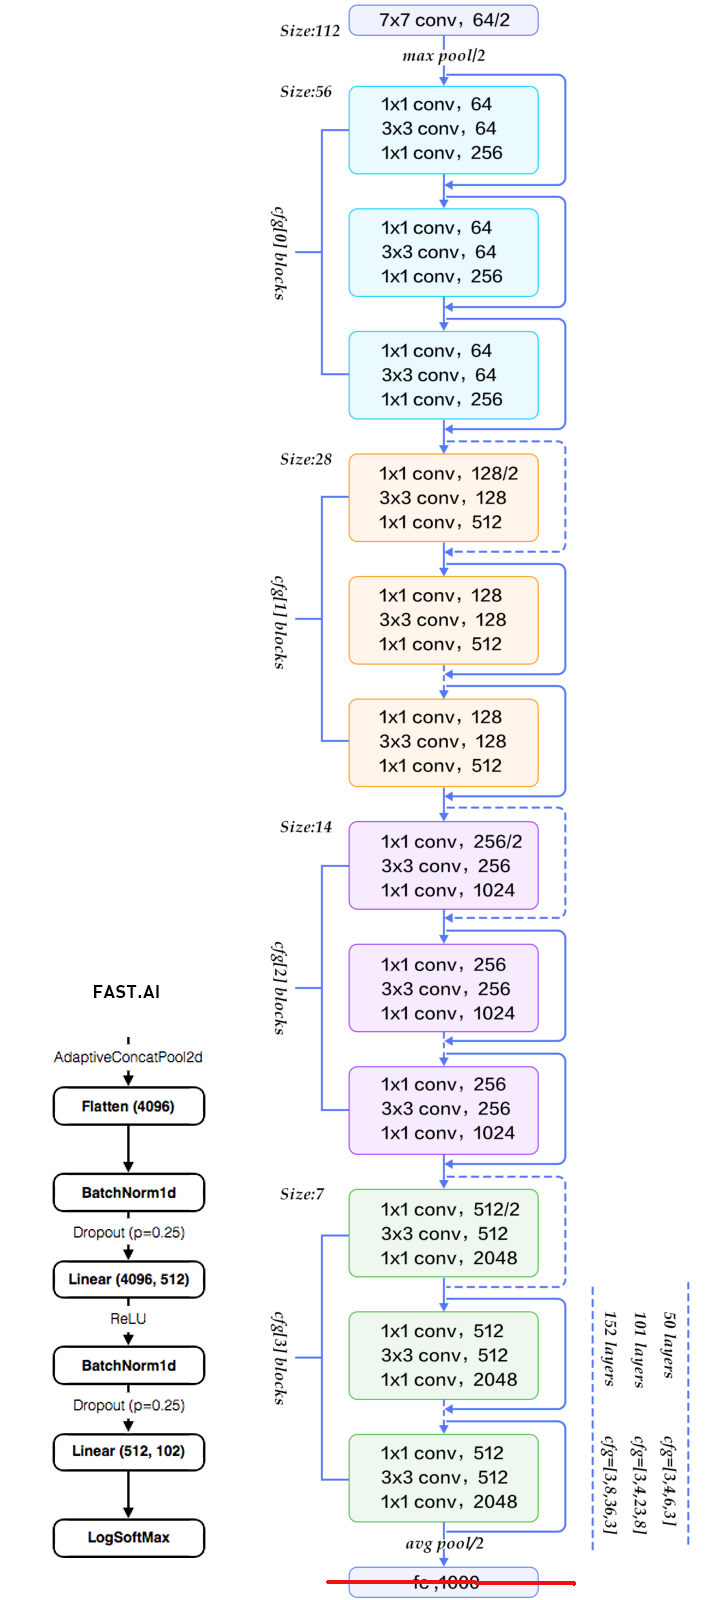 7x7 conv, 64/2
Size:112
max pool/2
Size:56
1x1 conv, 64
3x3 conv, 64
1x1 conv, 256
cfg[0] blocks
1x1 conv, 64
3x3 conv, 64
1x1 conv, 256
1x1 conv, 64
3x3 conv, 64
1x1 conv, 256
Size:28
1x1 conv, 128/2
3x3 conv, 128
1x1 conv, 512
cfg[1] blocks
1x1 conv, 128
3x3 conv, 128
1x1 conv, 512
1x1 conv, 128
3x3 conv, 128
1x1 conv, 512
Size:14
1x1 conv, 256/2
3x3 conv, 256
1x1 conv, 1024
cfg[2] blocks
1x1 conv, 256
3x3 conv, 256
1x1 conv, 1024
1x1 conv, 256
3x3 conv, 256
1x1 conv, 1024
Size:7
1x1 conv, 512/2
3x3 conv, 512
1x1 conv, 2048
cfg[3] blocks
1x1 conv, 512
3x3 conv, 512
1x1 conv, 2048
1x1 conv, 512
3x3 conv, 512
1x1 conv, 2048
avg pool/2
fc ,1000
50 layers cfg=[3,4,6,3]
101 layers cfg=[3,4,23,8]
152 layers cfg=[3,8,36,3]
FAST.AI
AdaptiveConcatPool2d
Flatten (4096)
BatchNorm1d
Dropout (p=0.25)
Linear (4096, 512)
ReLU
BatchNorm1d
Dropout (p=0.25)
Linear (512, 102)
LogSoftMax